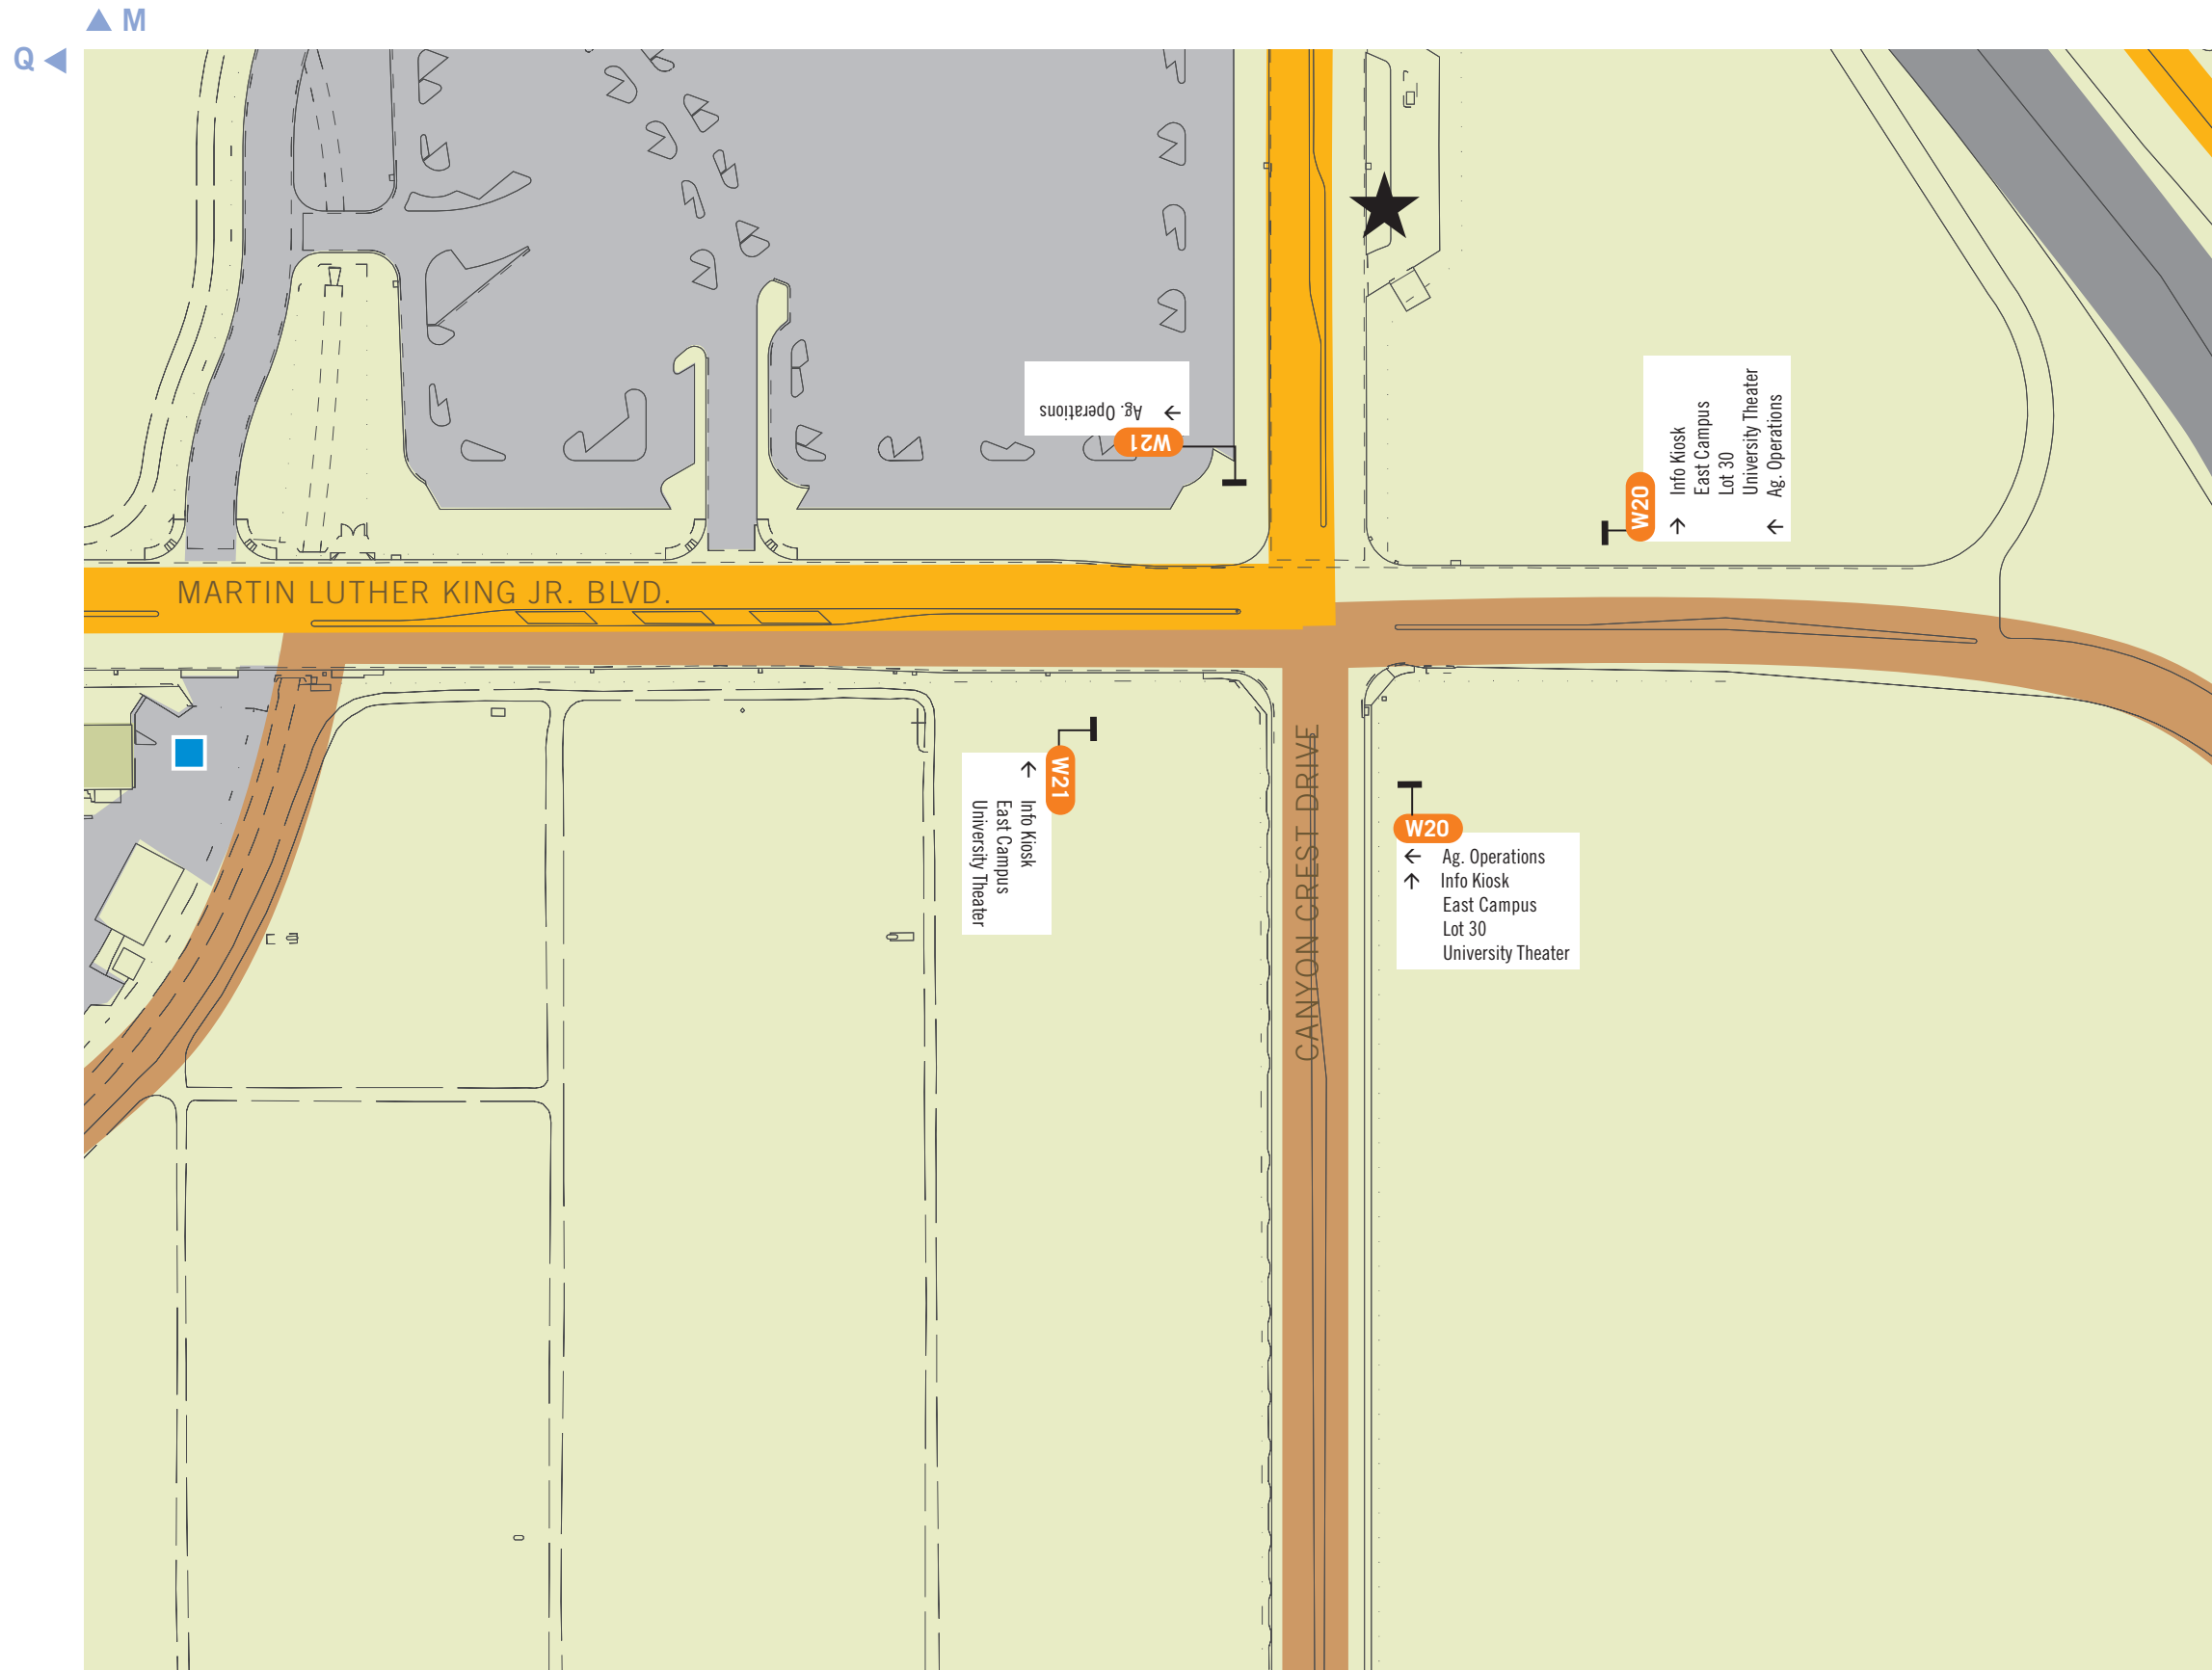 M
Q
Ag. Operations
W21
Info Kiosk
East Campus
Lot 30
University Theater
Ag. Operations
W20
MARTIN LUTHER KING JR. BLVD.
W21
Info Kiosk
East Campus
University Theater
CANYON CREST DRIVE
W20
Ag. Operations
Info Kiosk
East Campus
Lot 30
University Theater